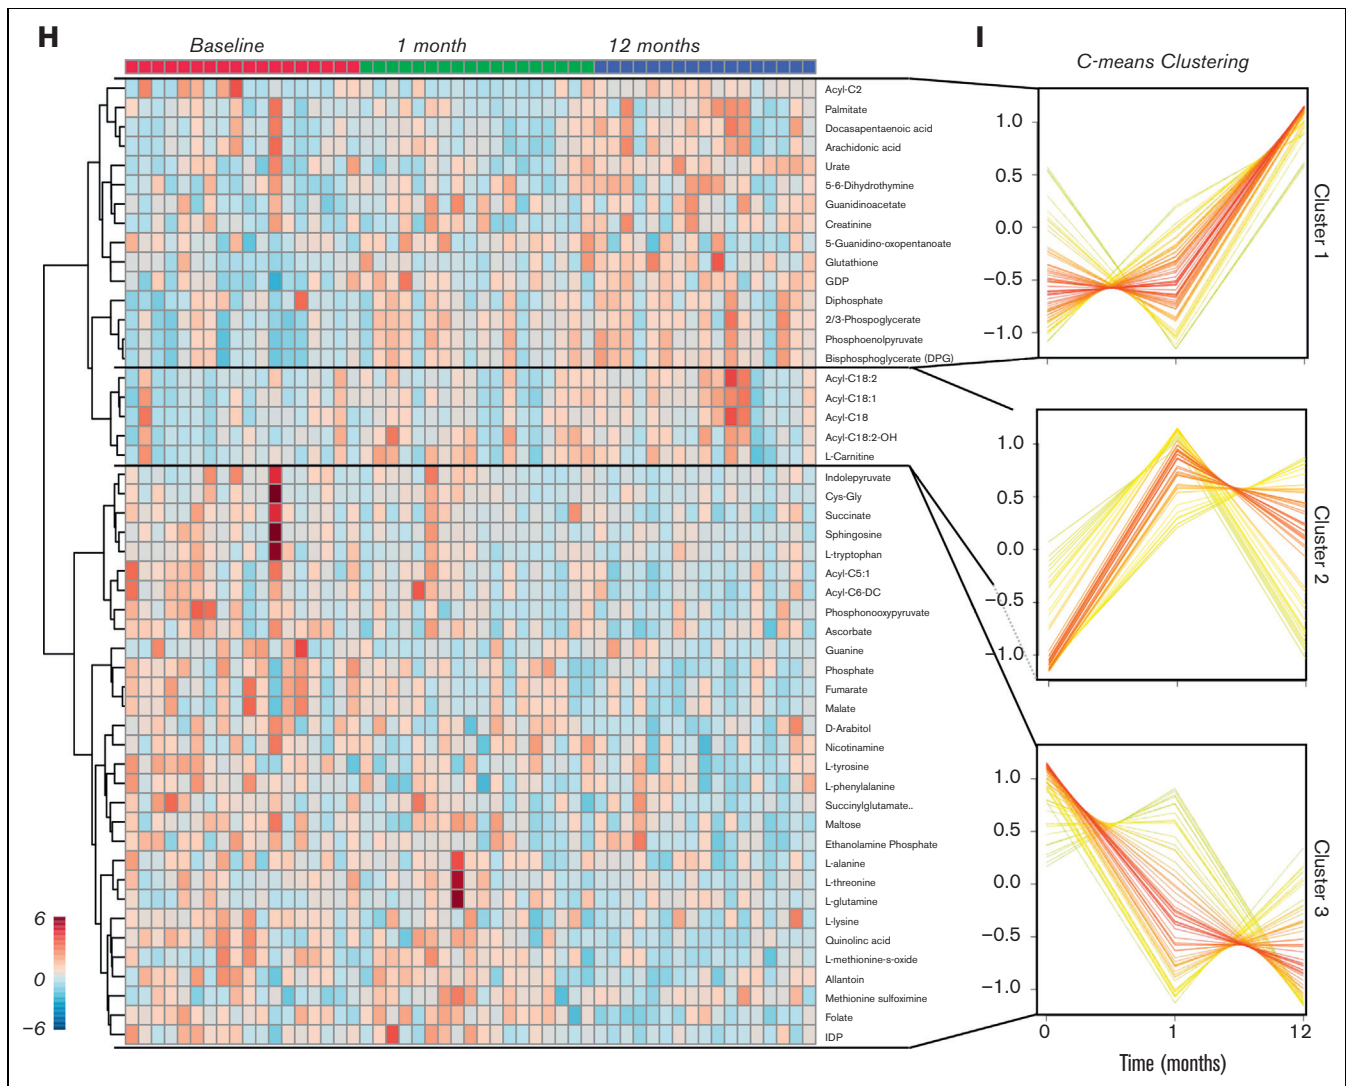 H
Baseline 1 month 12 months
Acyl-C2
Palmitate
Docasapentaenoic acid
Arachidonic acid
Urate
5-6-Dihydrothymine
Guanidinoacetate
Creatinine
5-Guanidino-oxopentanoate
Glutathione
GDP
Diphosphate
2/3-Phospoglycerate
Phosphoenolpyruvate
Bisphosphoglycerate (DPG)
Acyl-C18:2
Acyl-C18:1
Acyl-C18
Acyl-C18:2-OH
L-Carnitine
Indolepyruvate
Cys-Gly
Succinate
Sphingosine
L-tryptophan
Acyl-C5:1
Acyl-C6-DC
Phosphonooxypyruvate
Ascorbate
Guanine
Phosphate
Fumarate
Malate
D-Arabitol
Nicotinamine
L-tyrosine
L-phenylalanine
Succinylglutamate..
Maltose
Ethanolamine Phosphate
L-alanine
L-threonine
L-glutamine
L-lysine
Quinolinc acid
L-methionine-s-oxide
Allantoin
Methionine sulfoximine
Folate
IDP
6
0
−6
I
C-means Clustering
1.0
0.5
0.0
−0.5
−1.0
Cluster 1
1.0
0.5
0.0
−0.5
−1.0
Cluster 2
1.0
0.5
0.0
−0.5
−1.0
Cluster 3
0 1 12
Time (months)